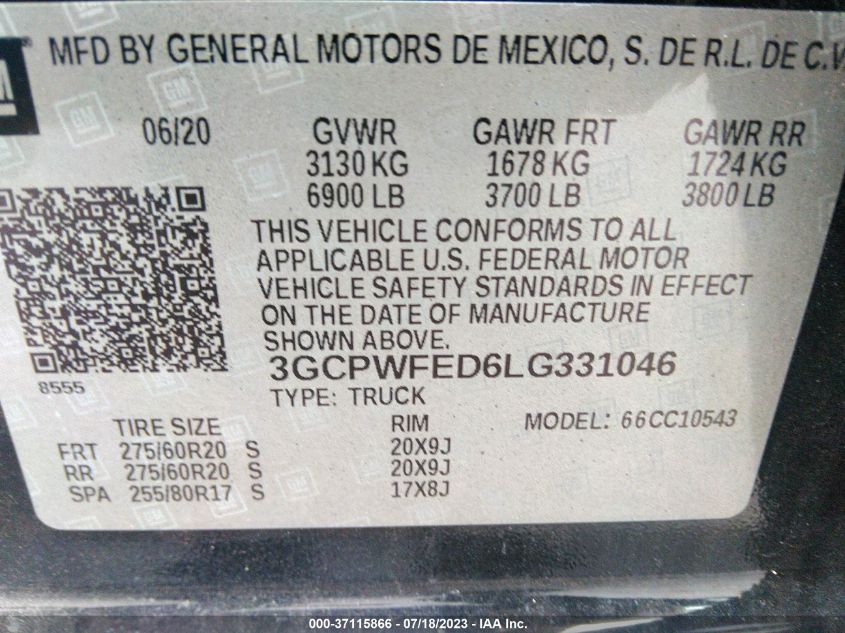 GM
MFD BY GENERAL MOTORS DE MEXICO, S. DE R.L. DE C.V
06/20 GVWR GAWR FRT GAWR RR
3130 KG 1678 KG 1724 KG
6900 LB 3700 LB 3800 LB
THIS VEHICLE CONFORMS TO ALL
APPLICABLE U.S. FEDERAL MOTOR
VEHICLE SAFETY STANDARDS IN EFFECT
ON THE DATE OF MANUFACTURE
SHOWN ABOVE.
3GCPWFED6LG331046
8555
TYPE: TRUCK
TIRE SIZE RIM MODEL: 66CC10543
FRT 275/60R20 S 20X9J
RR 275/60R20 S 20X9J
SPA 255/80R17 S 17X8J
000-37115866 - 07/18/2023 - IAA Inc.